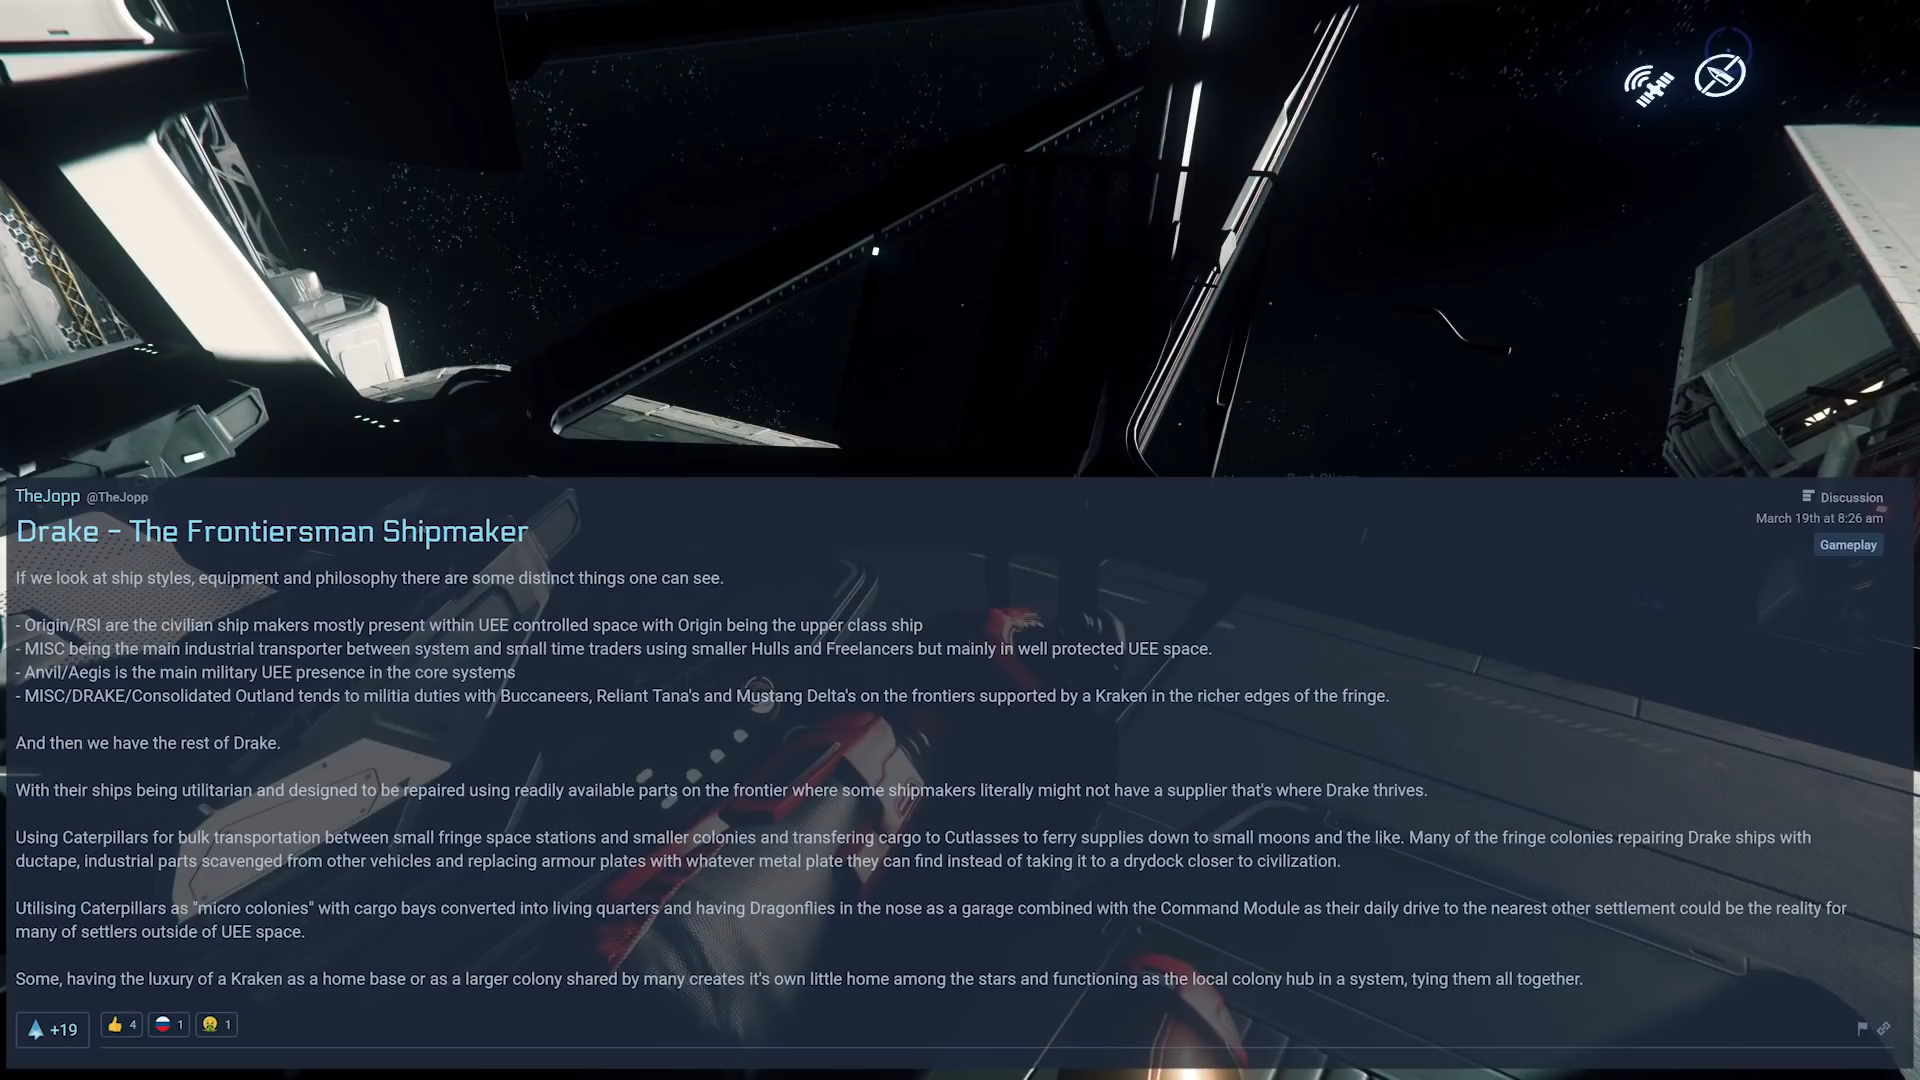 TheJopp @TheJopp
Discussion
March 19th at 8:26 am
Drake - The Frontiersman Shipmaker
Gameplay
If we look at ship styles, equipment and philosophy there are some distinct things one can see.
- Origin/RSI are the civilian ship makers mostly present within UEE controlled space with Origin being the upper class ship
- MISC being the main industrial transporter between system and small time traders using smaller Hulls and Freelancers but mainly in well protected UEE space.
- Anvil/Aegis is the main military UEE presence in the core systems
- MISC/DRAKE/Consolidated Outland tends to militia duties with Buccaneers, Reliant Tana's and Mustang Delta's on the frontiers supported by a Kraken in the richer edges of the fringe.
And then we have the rest of Drake.
With their ships being utilitarian and designed to be repaired using readily available parts on the frontier where some shipmakers literally might not have a supplier that's where Drake thrives.
Using Caterpillars for bulk transportation between small fringe space stations and smaller colonies and transfering cargo to Cutlasses to ferry supplies down to small moons and the like. Many of the fringe colonies repairing Drake ships with
ductape, industrial parts scavenged from other vehicles and replacing armour plates with whatever metal plate they can find instead of taking it to a drydock closer to civilization.
Utilising Caterpillars as "micro colonies" with cargo bays converted into living quarters and having Dragonflies in the nose as a garage combined with the Command Module as their daily drive to the nearest other settlement could be the reality for
many of settlers outside of UEE space.
Some, having the luxury of a Kraken as a home base or as a larger colony shared by many creates it's own little home among the stars and functioning as the local colony hub in a system, tying them all together.
+19 4 1 1